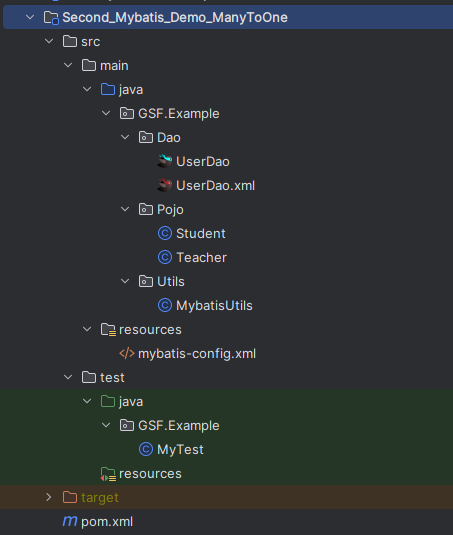 Second_Mybatis_Demo_ManyToOne
src
main
java
GSF.Example
Dao
UserDao
UserDao.xml
Pojo
Student
Teacher
Utils
MybatisUtils
resources
mybatis-config.xml
test
java
GSF.Example
MyTest
resources
target
pom.xml